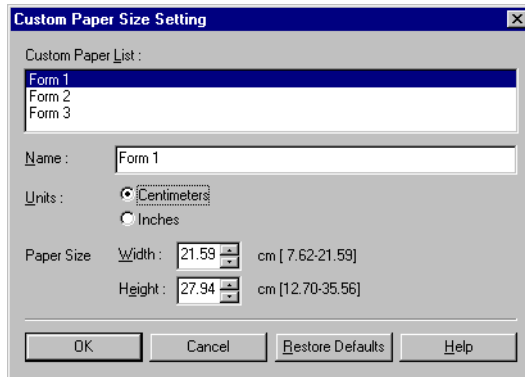 Custom Paper Size Setting
Custom Paper List :
Form 1
Form 2
Form 3
Name : Form 1
Units : Centimeters
Inches
Paper Size Width : 21.59 cm [ 7.62-21.59]
Height : 27.94 cm [12.70-35.56]
OK Cancel Restore Defaults Help